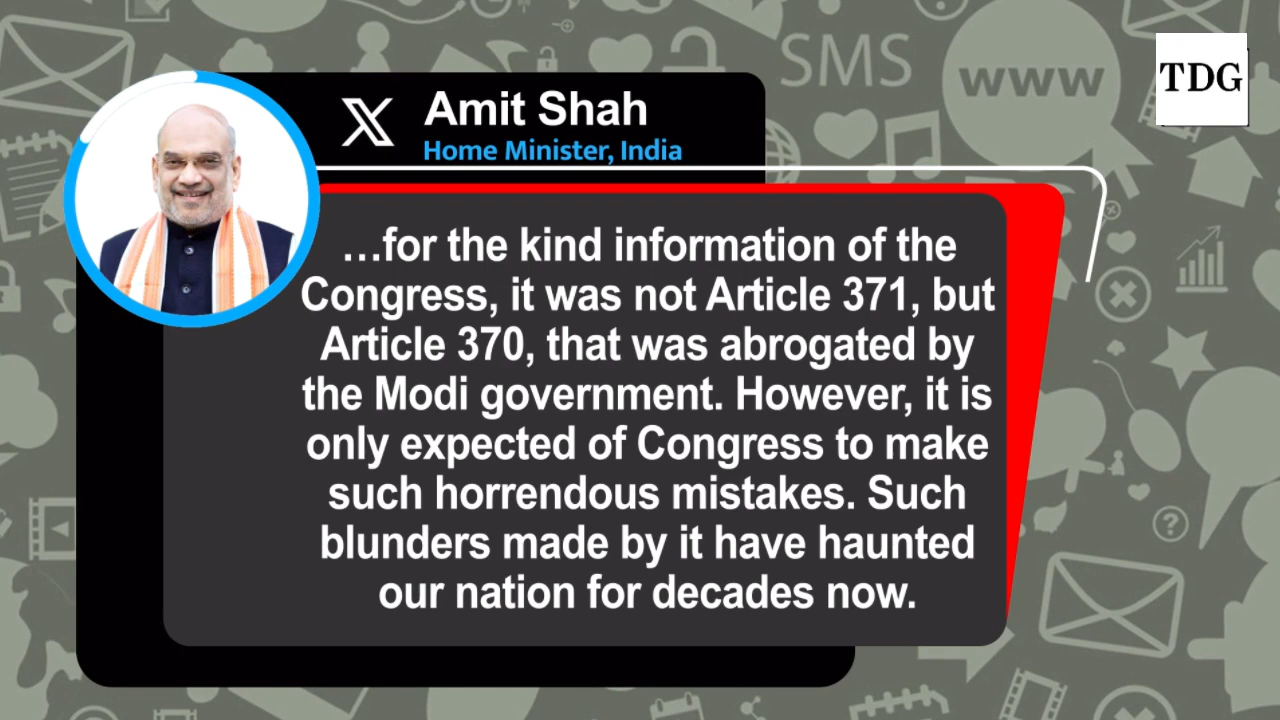 SMS
www
TDG
X
Amit Shah
Home Minister, India
…for the kind information of the
Congress, it was not Article 371, but
Article 370, that was abrogated by
the Modi government. However, it is
only expected of Congress to make
such horrendous mistakes. Such
blunders made by it have haunted
our nation for decades now.